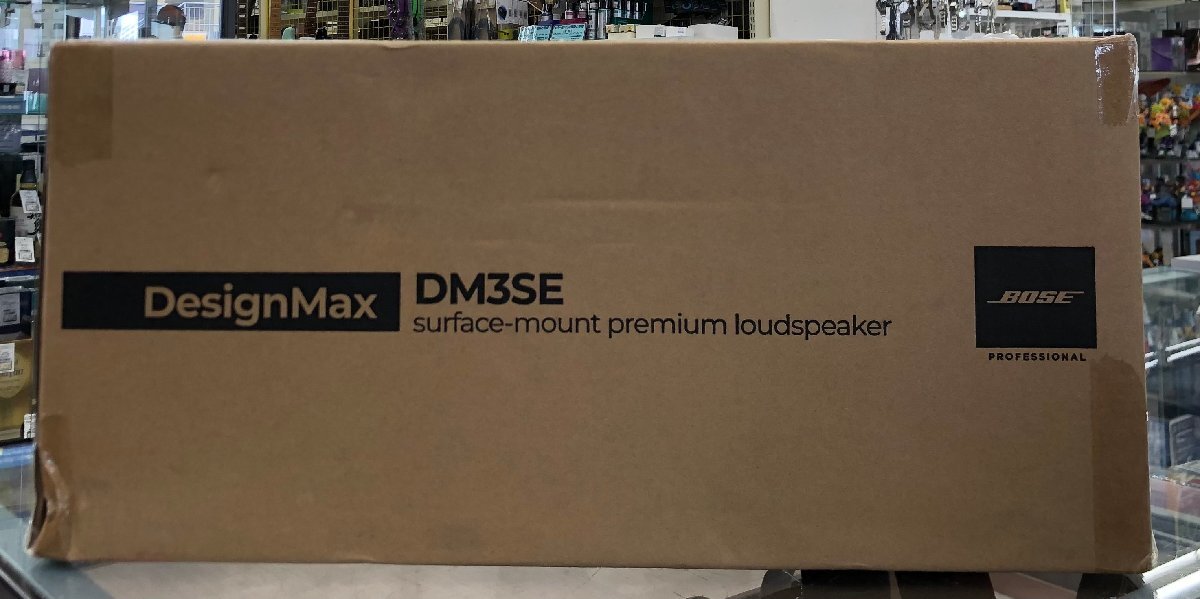 DesignMax
DM3SE
surface-mount premium loudspeaker
BOSE
PROFESSIONAL